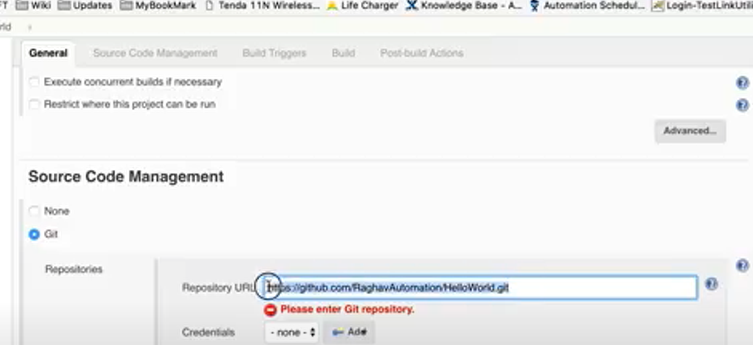 FT Wiki Updates MyBookMark Tenda 11N Wireless... Life Charger Knowledge Base - A... Automation Schedul... Login-TestLinkUtil
rld
General Source Code Management Build Triggers Build Post-build Actions
Execute concurrent builds if necessary
Restrict where this project can be run
Advanced...
Source Code Management
None
Git
Repositories
Repository URL https://github.com/RaghavAutomation/HelloWorld.git
Please enter Git repository.
Credentials - none - Add